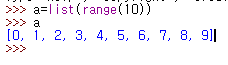 >>> a=list(range(10))
>>> a
[0, 1, 2, 3, 4, 5, 6, 7, 8, 9]
>>>